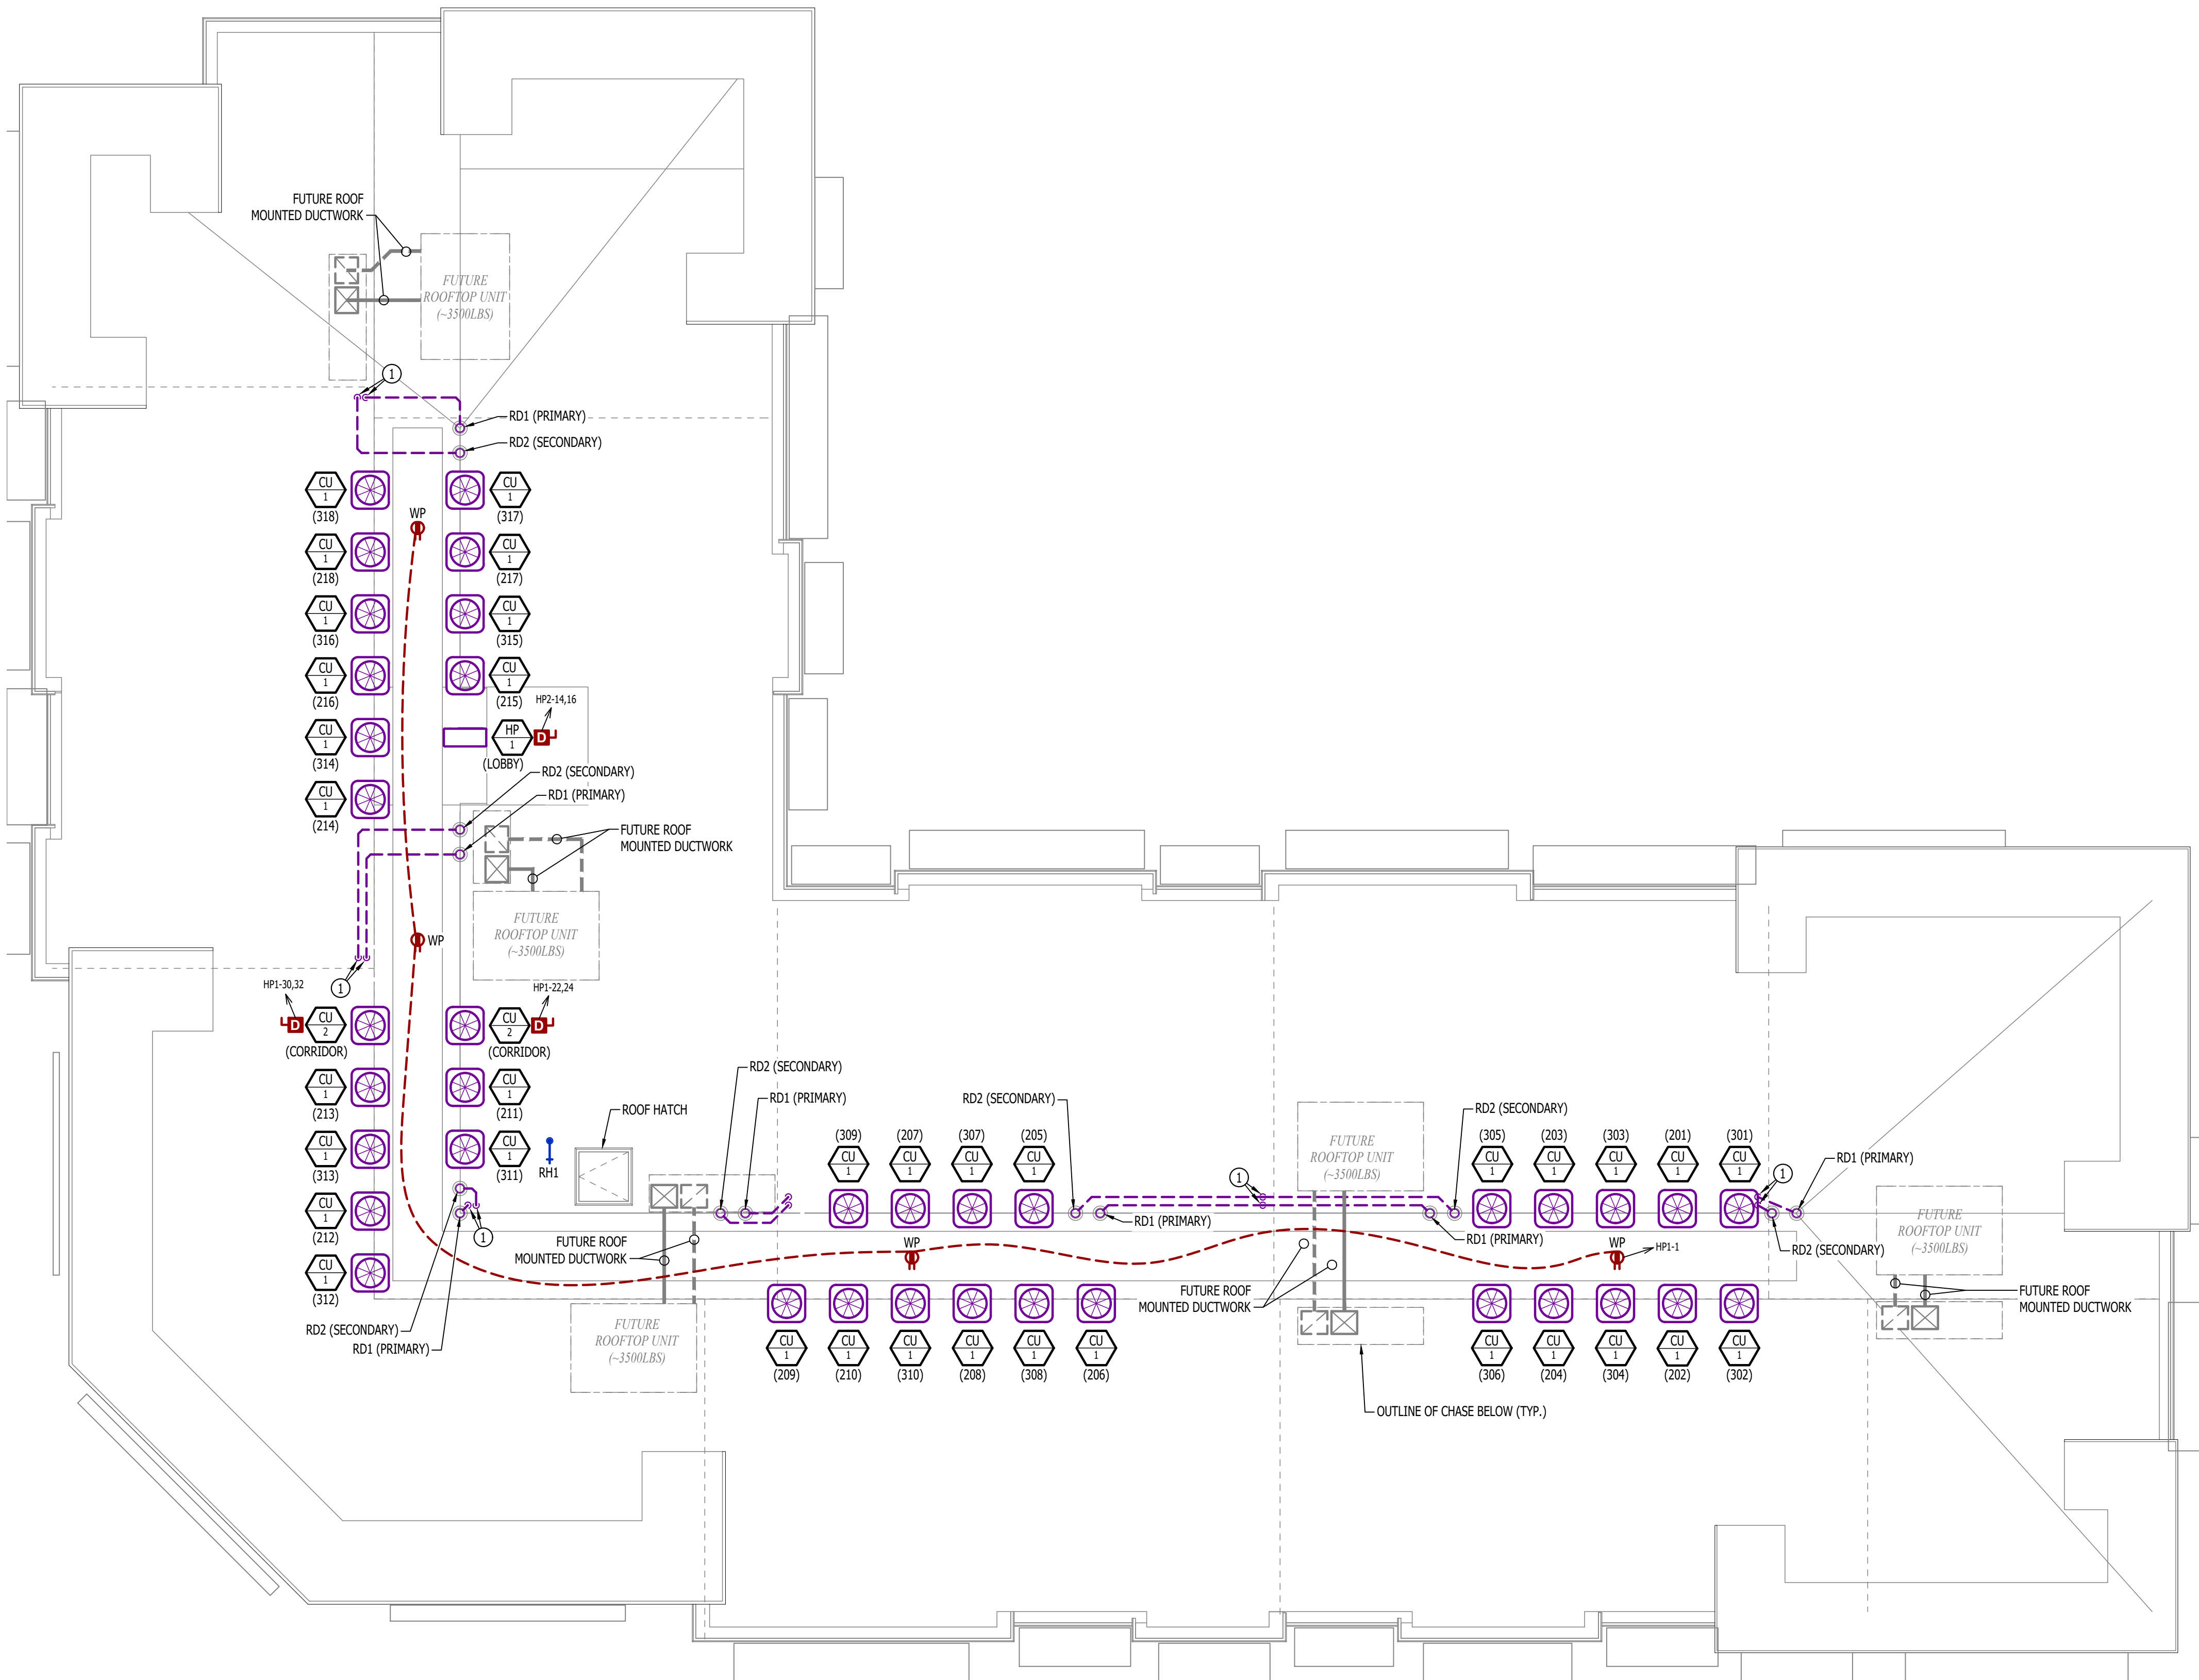 FUTURE ROOF
MOUNTED DUCTWORK
FUTURE
ROOFTOP UNIT
(~3500LBS)
1
RD1 (PRIMARY)
RD2 (SECONDARY)
CU
1
(318)
CU
1
(317)
WP
CU
1
(218)
CU
1
(217)
CU
1
(316)
CU
1
(315)
CU
1
(216)
CU
1
(215)
HP2-14,16
CU
1
(314)
HP
1
(LOBBY)
D
CU
1
(214)
RD2 (SECONDARY)
RD1 (PRIMARY)
FUTURE ROOF
MOUNTED DUCTWORK
FUTURE
ROOFTOP UNIT
(~3500LBS)
WP
1
HP1-30,32
HP1-22,24
D
CU
2
(CORRIDOR)
CU
2
(CORRIDOR)
D
CU
1
(213)
CU
1
(211)
CU
1
(313)
CU
1
(311)
RH1
ROOF HATCH
CU
1
(212)
1
CU
1
(312)
RD2 (SECONDARY)
RD1 (PRIMARY)
RD2 (SECONDARY)
RD1 (PRIMARY)
FUTURE ROOF
MOUNTED DUCTWORK
FUTURE
ROOFTOP UNIT
(~3500LBS)
(309)
CU
1
(207)
CU
1
(307)
CU
1
(205)
CU
1
RD2 (SECONDARY)
RD1 (PRIMARY)
WP
CU
1
(209)
CU
1
(210)
CU
1
(310)
CU
1
(208)
CU
1
(308)
CU
1
(206)
1
FUTURE
ROOFTOP UNIT
(~3500LBS)
FUTURE ROOF
MOUNTED DUCTWORK
OUTLINE OF CHASE BELOW (TYP.)
RD2 (SECONDARY)
RD1 (PRIMARY)
(305)
CU
1
(203)
CU
1
(303)
CU
1
(201)
CU
1
(301)
CU
1
WP
HP1-1
CU
1
(306)
CU
1
(204)
CU
1
(304)
CU
1
(202)
CU
1
(302)
1
RD1 (PRIMARY)
RD2 (SECONDARY)
FUTURE
ROOFTOP UNIT
(~3500LBS)
FUTURE ROOF
MOUNTED DUCTWORK